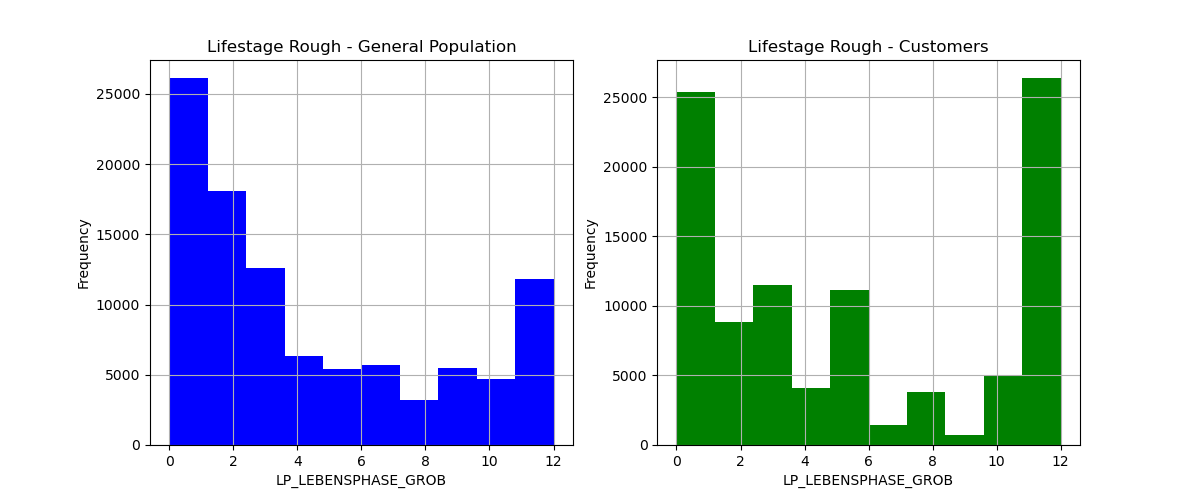 Lifestage Rough - General Population
Frequency
25000
20000
15000
10000
5000
0
0 2 4 6 8 10 12
LP_LEBENSPHASE_GROB
Lifestage Rough - Customers
Frequency
25000
20000
15000
10000
5000
0
0 2 4 6 8 10 12
LP_LEBENSPHASE_GROB